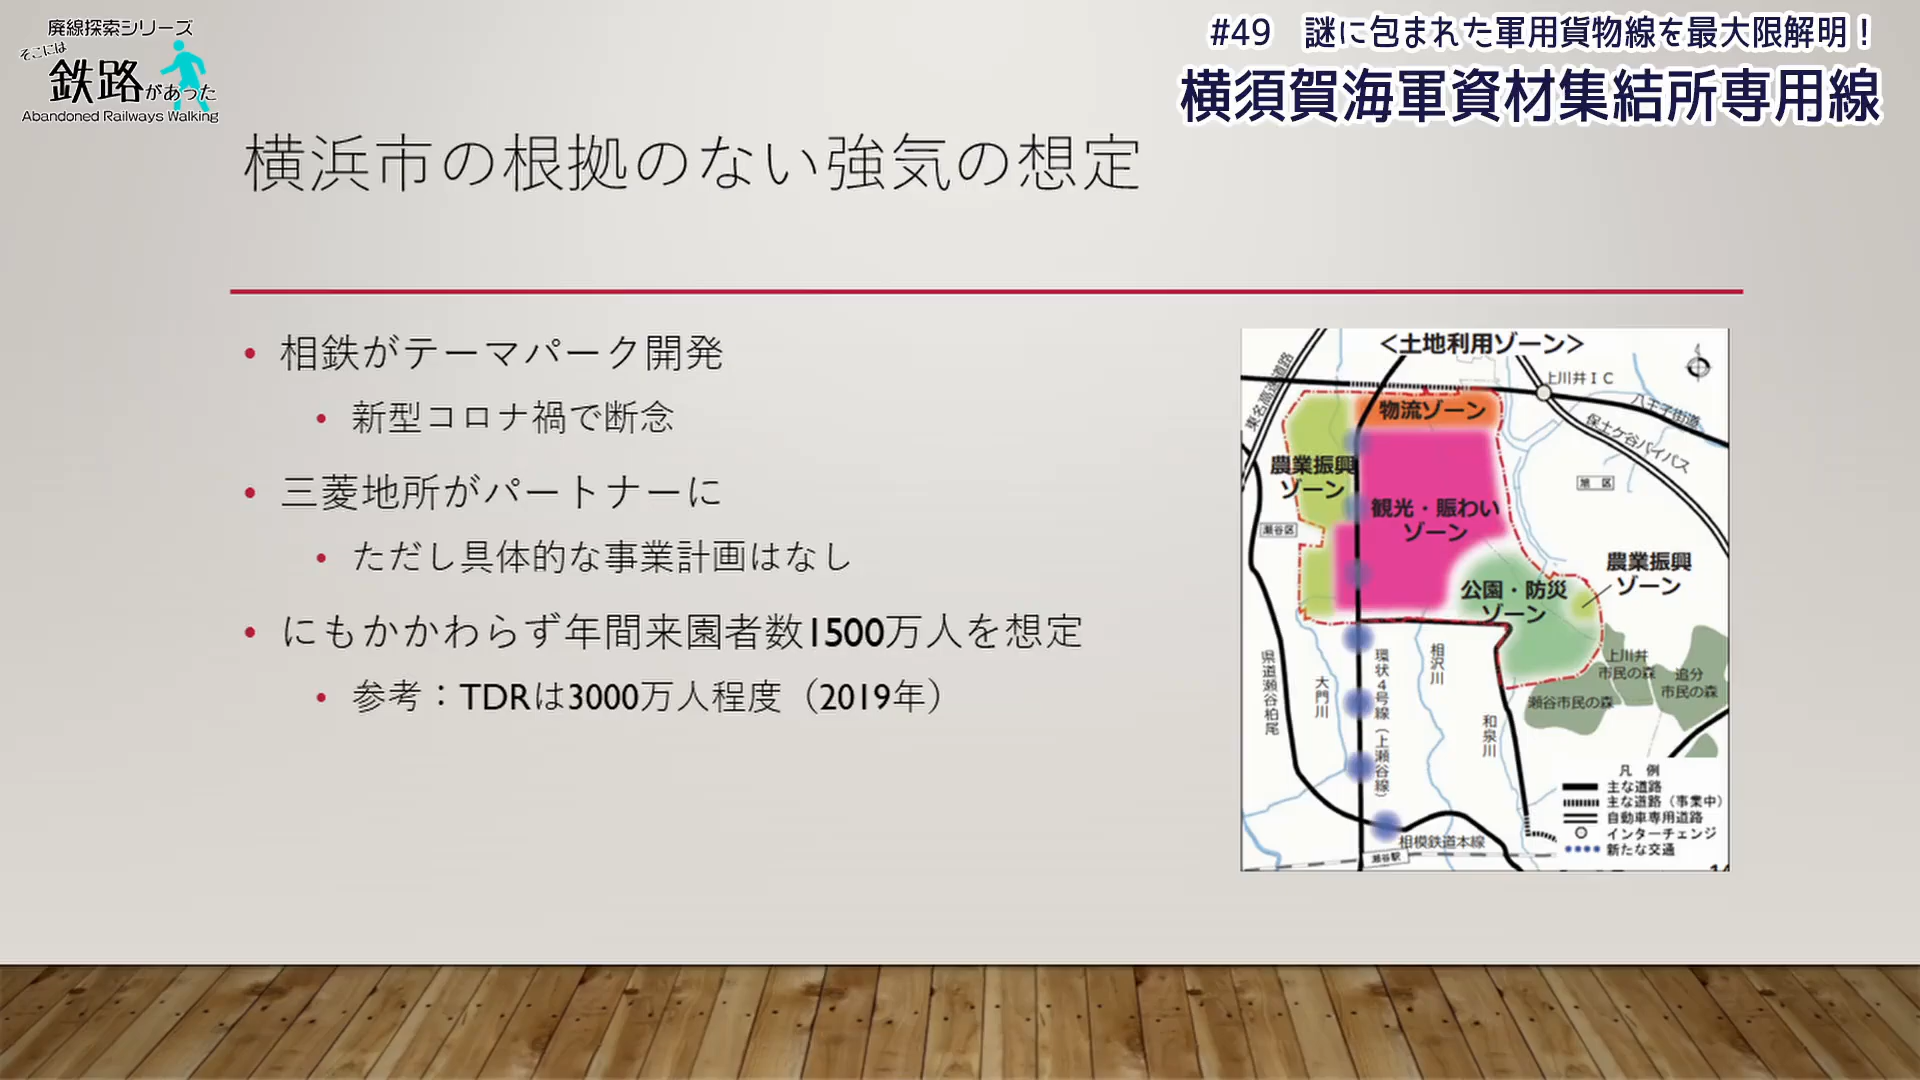 廃線探索シリーズ
そこには
鉄路があった
Abandoned Railways Walking
#49　謎に包まれた軍用貨物線を最大限解明！
横須賀海軍資材集結所専用線
横浜市の根拠のない強気の想定
• 相鉄がテーマパーク開発
• 新型コロナ禍で断念
• 三菱地所がパートナーに
• ただし具体的な事業計画はなし
• にもかかわらず年間来園者数1500万人を想定
• 参考：TDRは3000万人程度（2019年）
＜土地利用ゾーン＞
東名高速道路
上川井ＩＣ
八王子街道
保土ケ谷バイパス
物流ゾーン
農業振興
ゾーン
観光・賑わい
ゾーン
旭 区
瀬谷区
公園・防災
ゾーン
農業振興
ゾーン
上川井
市民の森
追分
市民の森
瀬谷市民の森
県道瀬谷柏尾
大門川
環状４号線（上瀬谷線）
相沢川
和泉川
相模鉄道本線
瀬谷駅
凡 例
主な道路
主な道路（事業中）
自動車専用道路
インターチェンジ
新たな交通